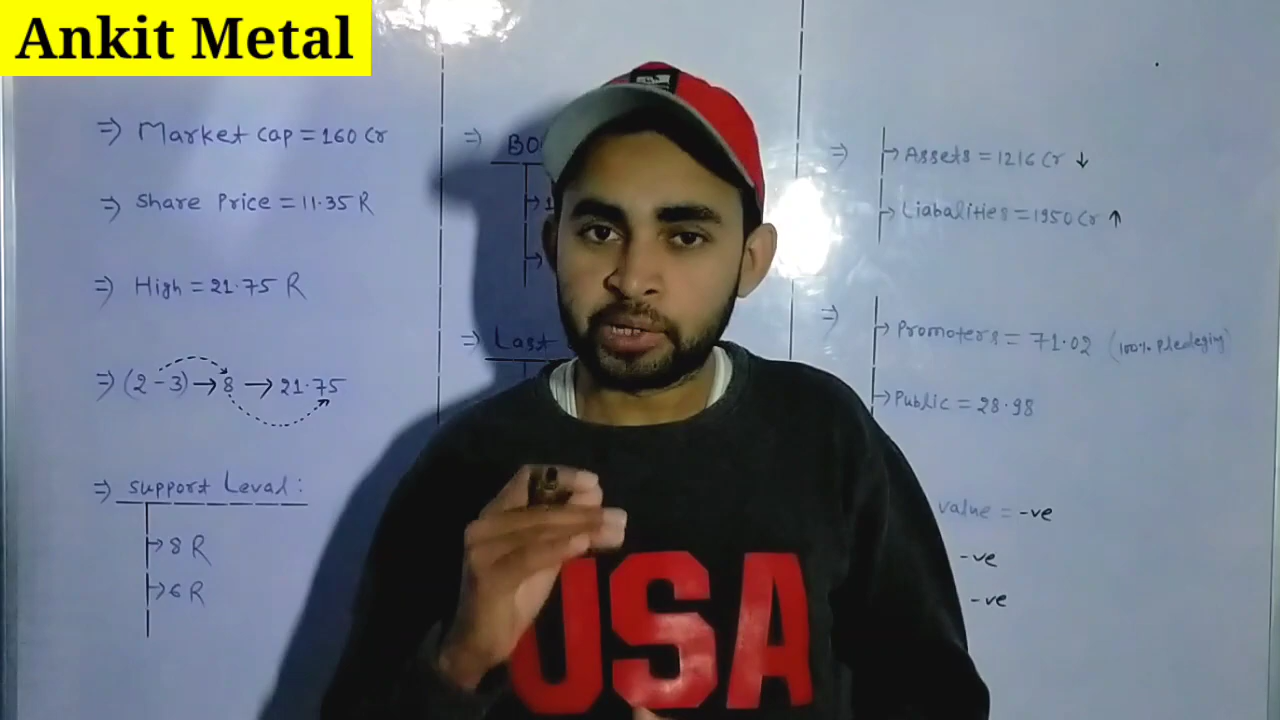 Ankit Metal
=> Market cap = 160 Cr
=> Share Price = 11.35 R
=> High = 21.75 R
=> (2-3) → 8 → 21.75
=> Support Leval:
→ 8 R
→ 6 R
=> BO
→ 1
=> Last
=> → Assets = 1216 Cr ↓
→ Liabalities = 1950 Cr ↑
=> → Promoters = 71.02 (100% Pledeging)
→ Public = 28.98
value = -ve
-ve
-ve
USA